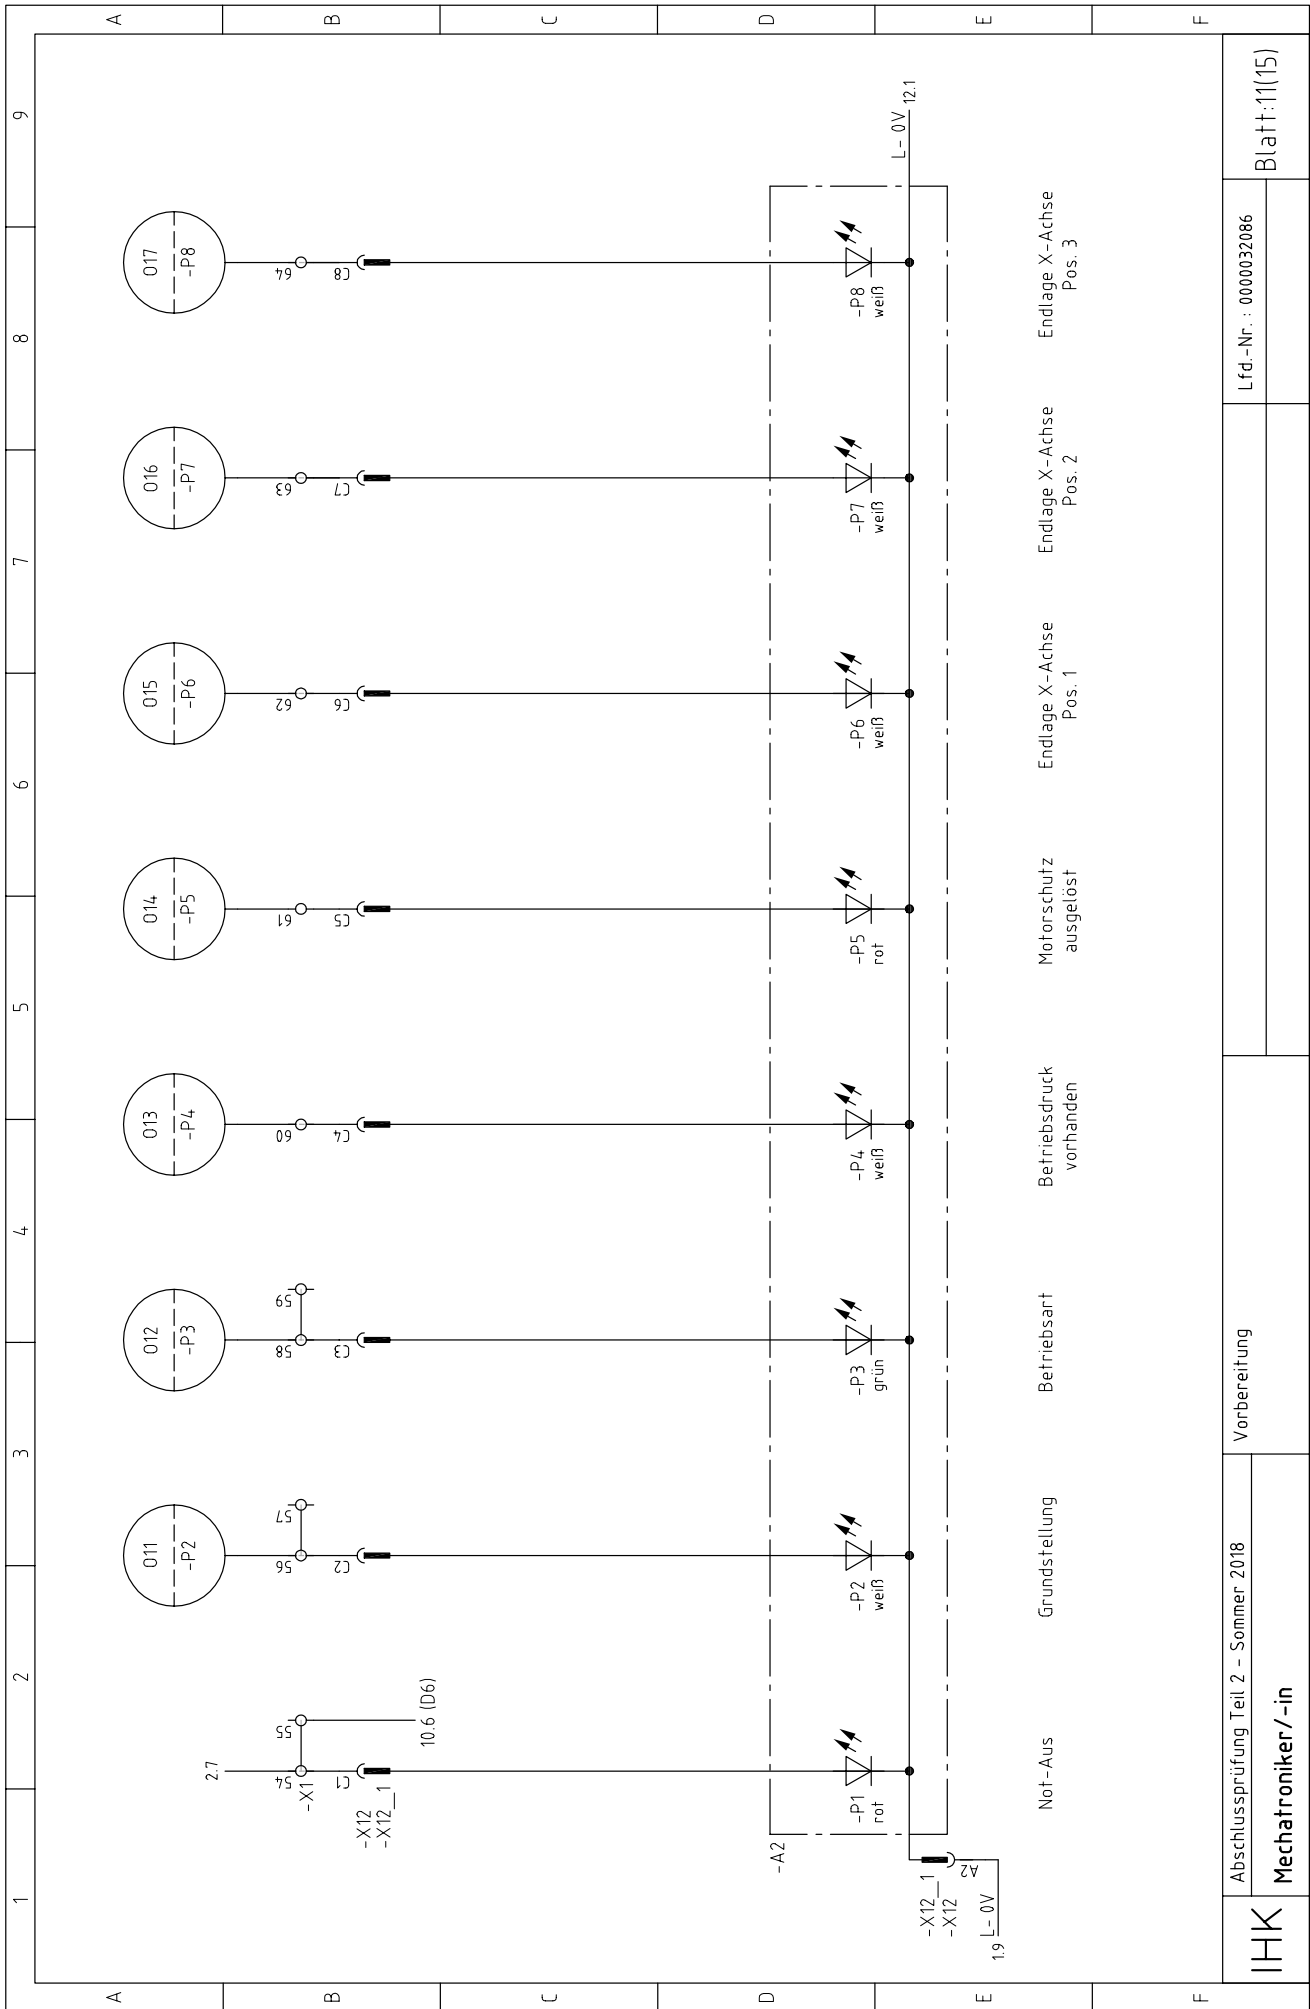 1 2 3 4 5 6 7 8 9
A A
B B
C C
D D
E E
F F
O11 O12 O13 O14 O15 O16 O17
-P2 -P3 -P4 -P5 -P6 -P7 -P8
2.7
54 55 56 57 58 59 60 61 62 63 64
-X1
C1 C2 C3 C4 C5 C6 C7 C8
-X12
-X12__1
10.6 (D6)
-A2
-P1 -P2 -P3 -P4 -P5 -P6 -P7 -P8
rot weiß grün weiß rot weiß weiß weiß
L- 0V 12.1
-X12__1
-X12
A2
1.9 L- 0V
Not-Aus
Grundstellung
Betriebsart
Betriebsdruck
vorhanden
Motorschutz
ausgelöst
Endlage X-Achse
Pos. 1
Endlage X-Achse
Pos. 2
Endlage X-Achse
Pos. 3
IHK
Abschlussprüfung Teil 2 - Sommer 2018
Mechatroniker/-in
Vorbereitung
Lfd.-Nr. : 0000032086
Blatt:11(15)